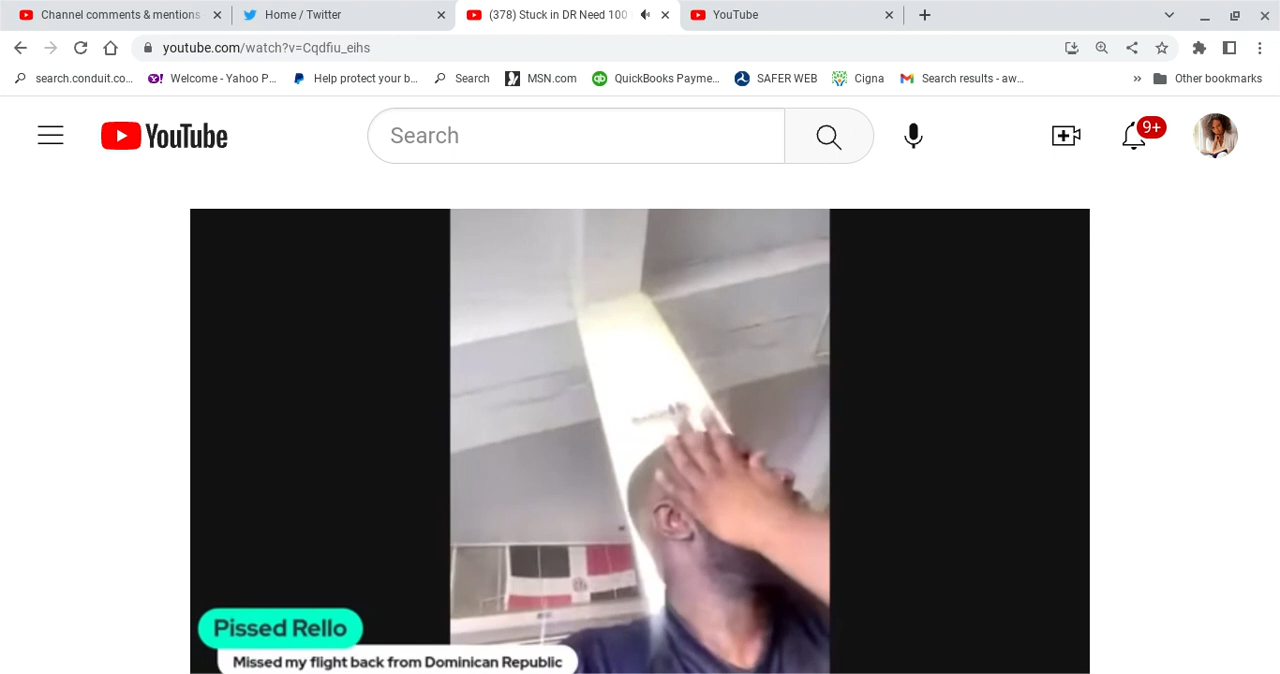 Channel comments & mentions
Home / Twitter
(378) Stuck in DR Need 100
YouTube
youtube.com/watch?v=Cqdfiu_eihs
search.conduit.co...
Welcome - Yahoo P...
Help protect your b...
Search
MSN.com
QuickBooks Payme...
SAFER WEB
Cigna
Search results - aw...
»
Other bookmarks
YouTube
Search
9+
Pissed Rello
Missed my flight back from Dominican Republic